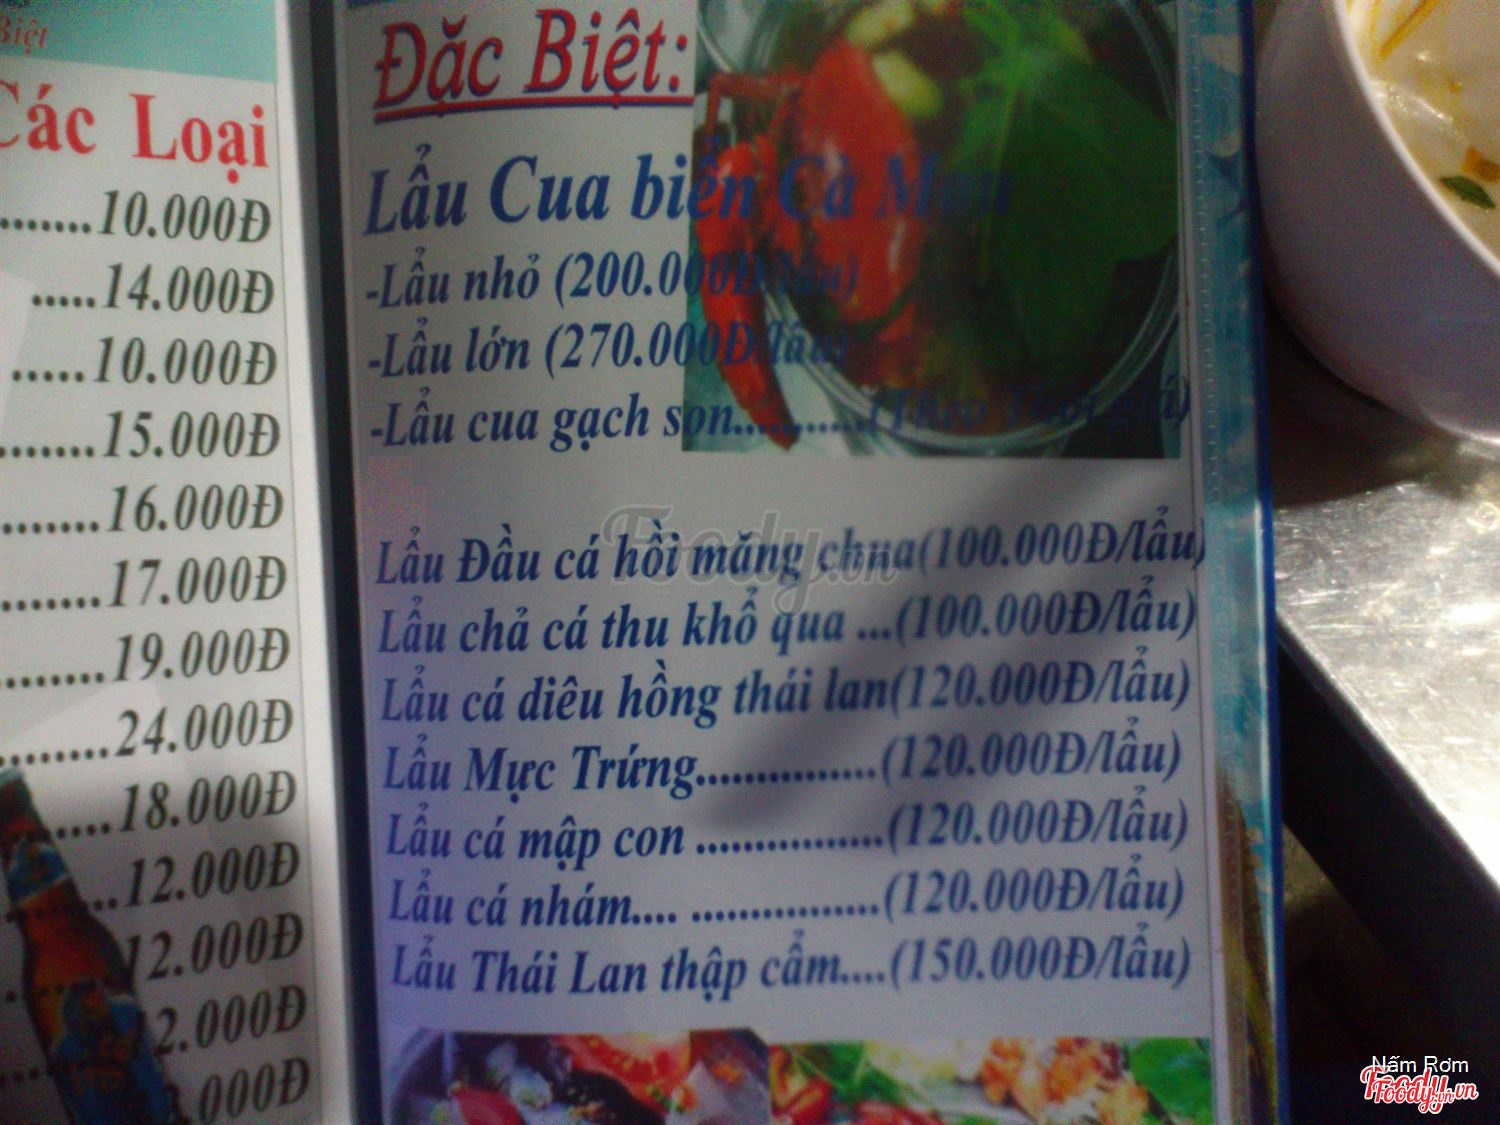 Biệt
Các Loại
........10.000Đ
.....14.000Đ
.....10.000Đ
.......15.000Đ
.......16.000Đ
.......17.000Đ
.......19.000Đ
.......24.000Đ
......18.000Đ
.......12.000Đ
12.000Đ
2.000Đ
.000Đ
Đặc Biệt:
Lẩu Cua biển Cà Mau
-Lẩu nhỏ (200.000Đ/lẩu)
-Lẩu lớn (270.000Đ/lẩu)
-Lẩu cua gạch son...........(Theo Thời giá)
Lẩu Đầu cá hồi măng chua(100.000Đ/lẩu)
Lẩu chả cá thu khổ qua ...(100.000Đ/lẩu)
Lẩu cá diêu hồng thái lan(120.000Đ/lẩu)
Lẩu Mực Trứng...............(120.000Đ/lẩu)
Lẩu cá mập con ................(120.000Đ/lẩu)
Lẩu cá nhám.... ................(120.000Đ/lẩu)
Lẩu Thái Lan thập cẩm....(150.000Đ/lẩu)
Foody.vn
Nấm Rơm
Foody.vn